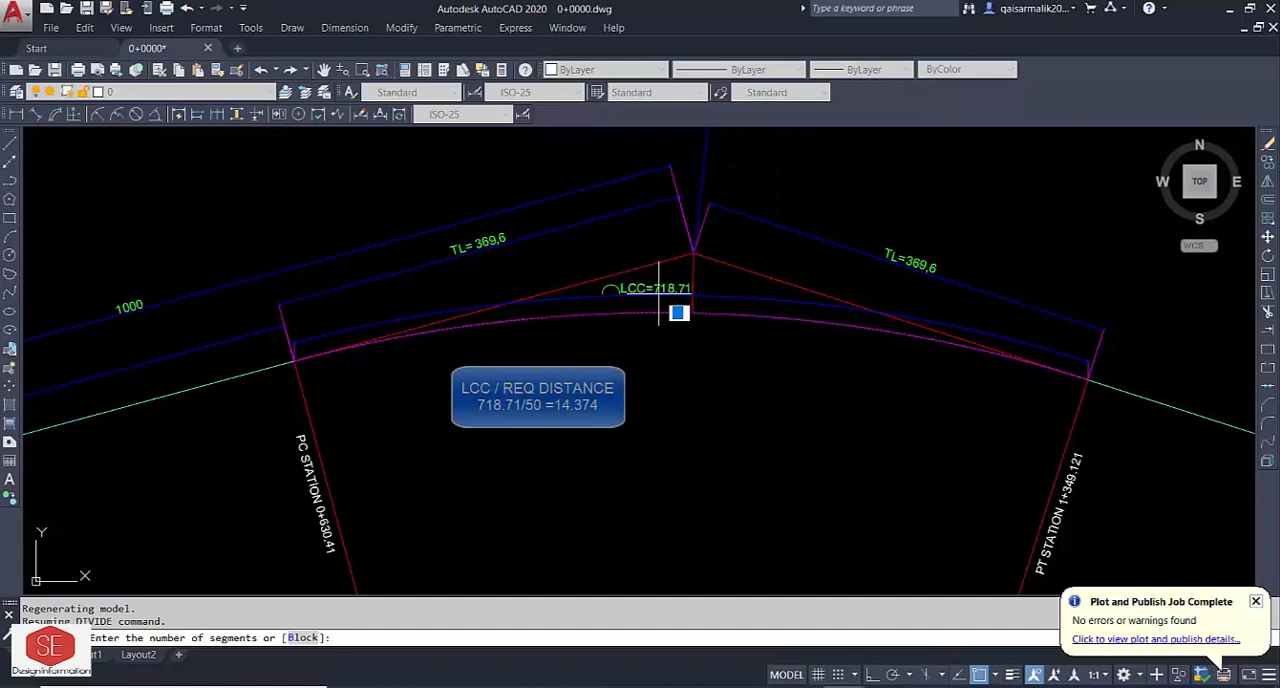 Autodesk AutoCAD 2020 0+0000.dwg
Type a keyword or phrase
qaisarmalik20...
File Edit View Insert Format Tools Draw Dimension Modify Parametric Express Window Help
Start 0+0000*
ByLayer ByLayer ByLayer ByColor
0 Standard ISO-25 Standard Standard
ISO-25
N
W TOP E
S
WCS
TL= 369,6
TL=369,6
1000
LCC=718.71
LCC / REQ DISTANCE
718.71/50 =14.374
PC STATION 0+630.41
PT STATION 1+349.121
Y
X
Regenerating model.
Resuming DIVIDE command.
Enter the number of segments or [Block]:
Plot and Publish Job Complete
No errors or warnings found
Click to view plot and publish details...
SE
DesignInformation
Layout2
MODEL 1:1